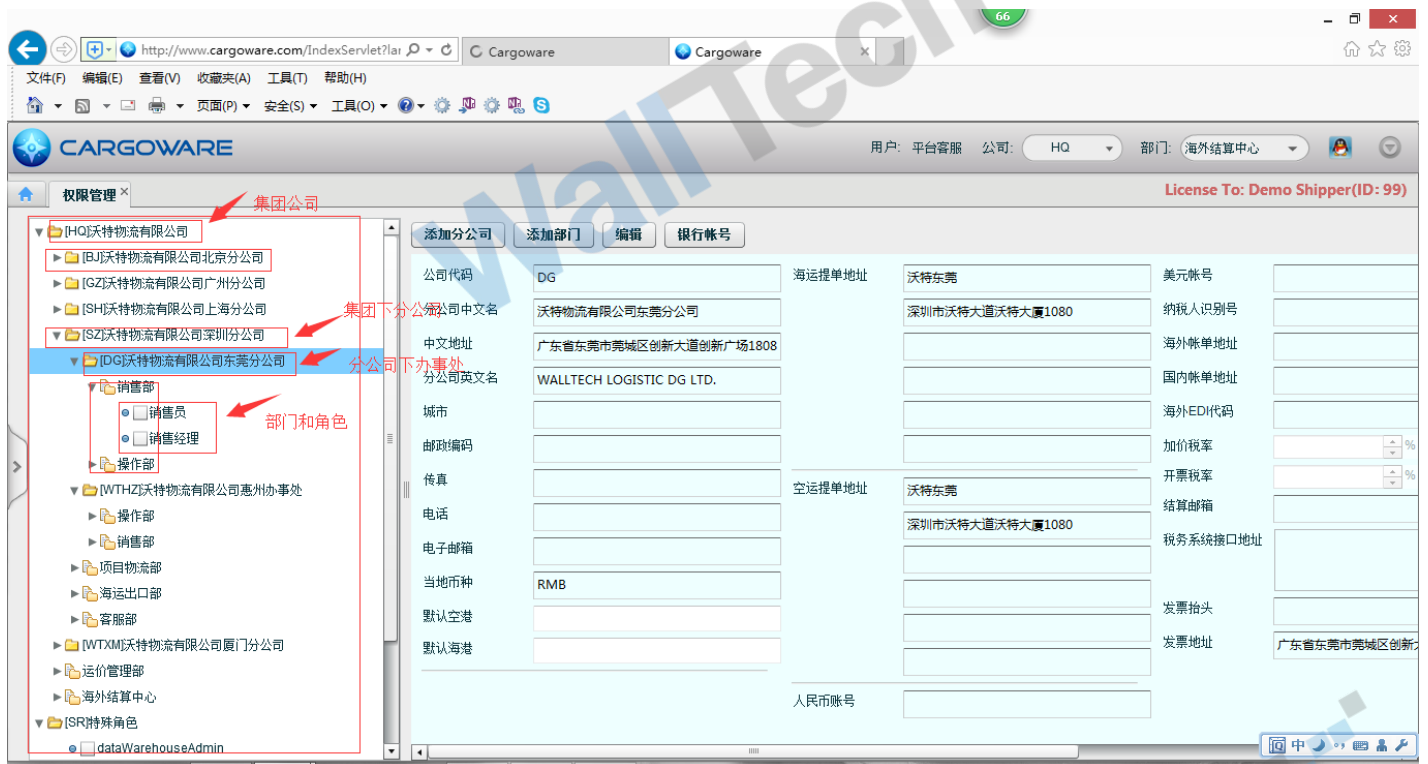 66
http://www.cargoware.com/IndexServlet?lar
Cargoware
Cargoware
文件(F) 编辑(E) 查看(V) 收藏夹(A) 工具(T) 帮助(H)
页面(P) 安全(S) 工具(O)
CARGOWARE
用户: 平台客服 公司: HQ 部门: 海外结算中心
权限管理
License To: Demo Shipper(ID: 99)
集团公司
[HQ]沃特物流有限公司
[BJ]沃特物流有限公司北京分公司
[GZ]沃特物流有限公司广州分公司
[SH]沃特物流有限公司上海分公司
集团下分公司
[SZ]沃特物流有限公司深圳分公司
[DG]沃特物流有限公司东莞分公司
分公司下办事处
销售部
销售员
部门和角色
销售经理
操作部
[WTHZ]沃特物流有限公司惠州办事处
操作部
销售部
项目物流部
海运出口部
客服部
[WTXM]沃特物流有限公司厦门分公司
运价管理部
海外结算中心
[SR]特殊角色
dataWarehouseAdmin
添加分公司 添加部门 编辑 银行帐号
公司代码 DG
分公司中文名 沃特物流有限公司东莞分公司
中文地址 广东省东莞市莞城区创新大道创新广场1808
分公司英文名 WALLTECH LOGISTIC DG LTD.
城市
邮政编码
传真
电话
电子邮箱
当地币种 RMB
默认空港
默认海港
海运提单地址 沃特东莞
深圳市沃特大道沃特大厦1080
空运提单地址 沃特东莞
深圳市沃特大道沃特大厦1080
人民币账号
美元帐号
纳税人识别号
海外帐单地址
国内帐单地址
海外EDI代码
加价税率 %
开票税率 %
结算邮箱
税务系统接口地址
发票抬头
发票地址 广东省东莞市莞城区创新
中
WallTech